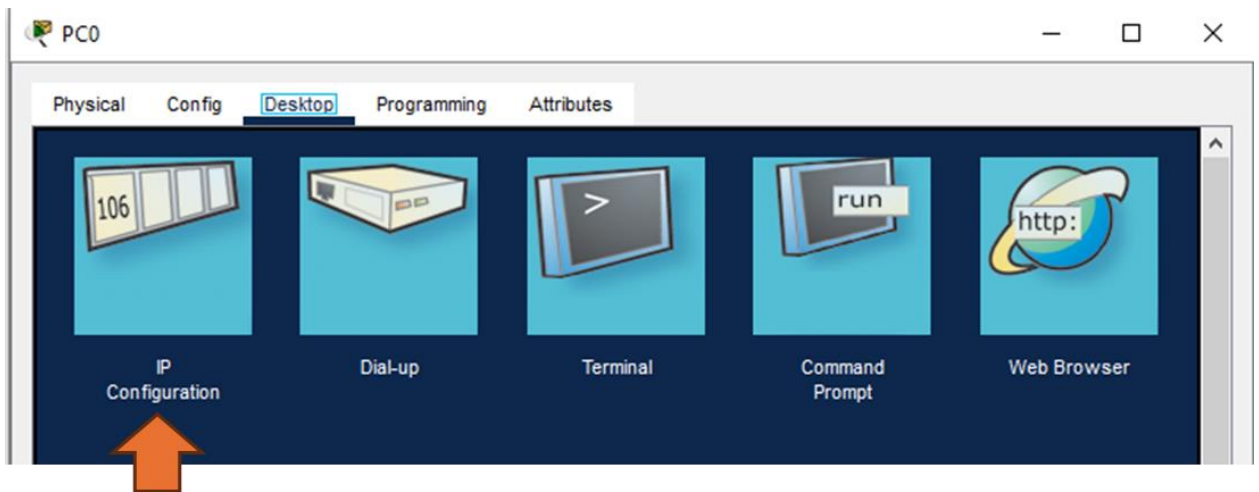 PC0
Physical Config Desktop Programming Attributes
106
>
run
http:
IP
Configuration
Dial-up
Terminal
Command
Prompt
Web Browser